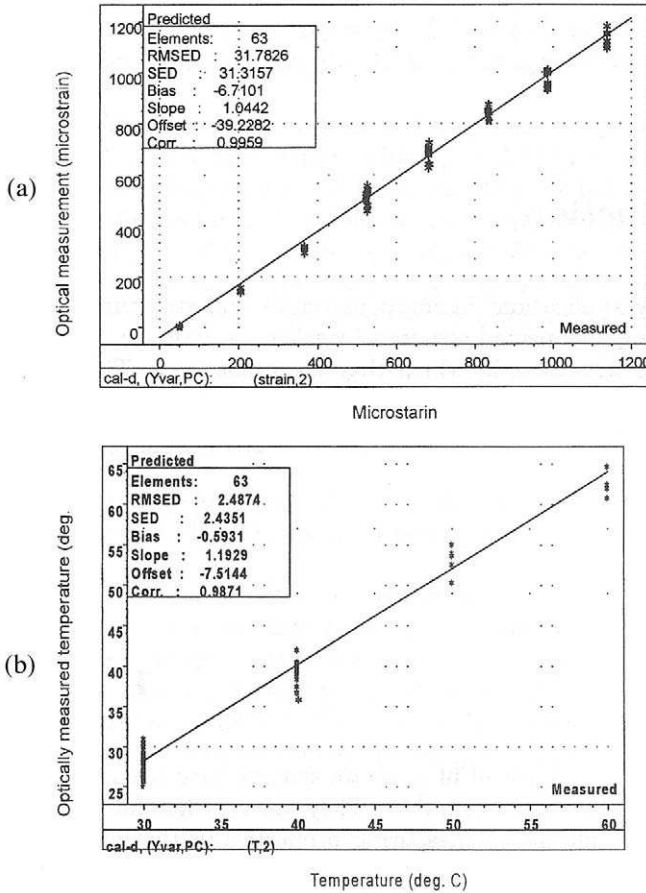 (a)
Optical measurement (microstrain)
Predicted
Elements: 63
RMSED : 31.7826
SED : 31.3157
Bias : -6.7101
Slope : 1.0442
Offset : -39.2282
Corr. : 0.9959
1200
1000
800
600
400
200
0
Measured
0 200 400 600 800 1000 1200
cal-d, (Yvar,PC): (strain,2)
Microstarin
(b)
Optically measured temperature (deg.
Predicted
Elements: 63
RMSED : 2.4874
SED : 2.4351
Bias : -0.5931
Slope : 1.1929
Offset : -7.5144
Corr. : 0.9871
65
60
55
50
45
40
35
30
25
Measured
30 35 40 45 50 55 60
cal-d, (Yvar,PC): (T,2)
Temperature (deg. C)